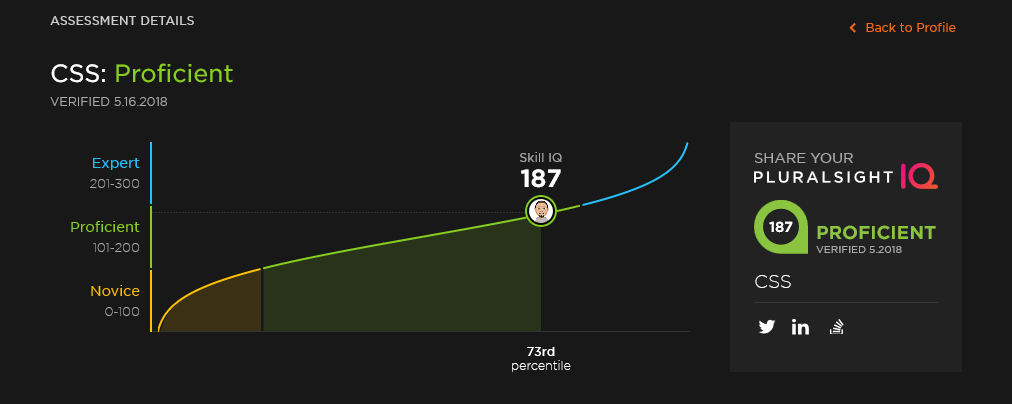 ASSESSMENT DETAILS
Back to Profile
CSS: Proficient
VERIFIED 5.16.2018
Expert
201-300
Proficient
101-200
Novice
0-100
Skill IQ
187
73rd
percentile
SHARE YOUR
PLURALSIGHT IQ
187
PROFICIENT
VERIFIED 5.2018
CSS